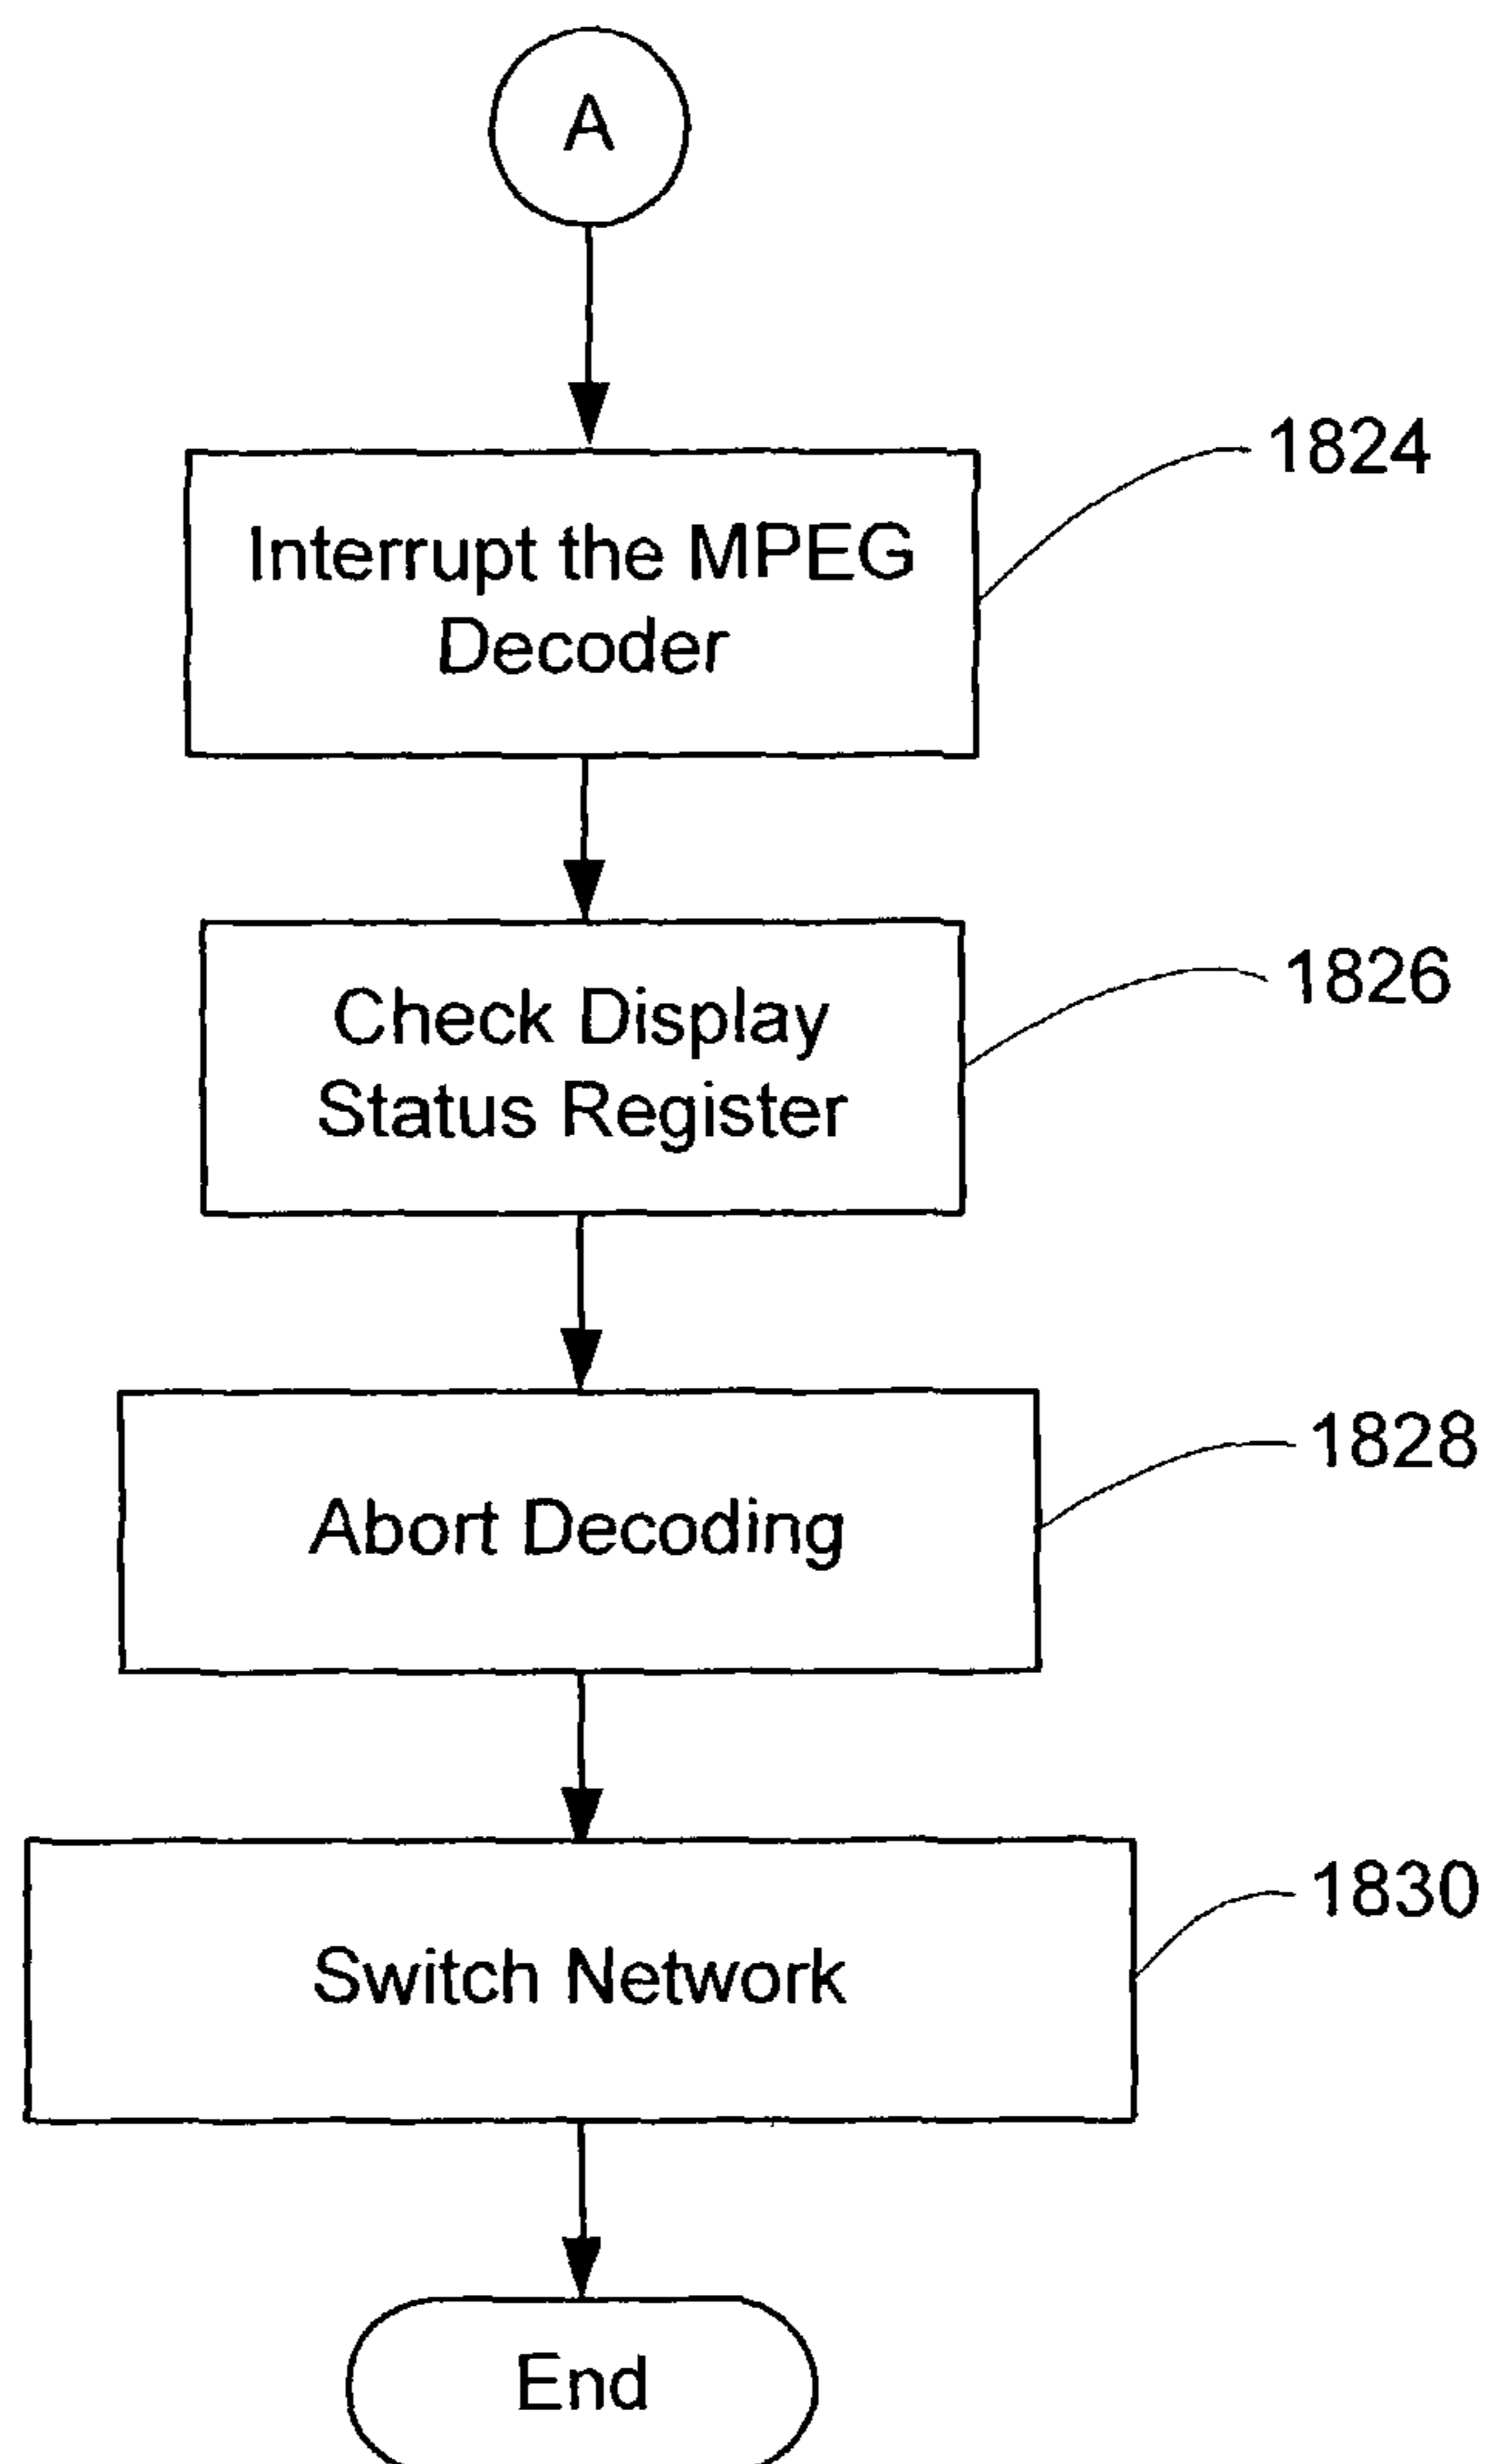 A
Interrupt the MPEG
Decoder
1824
Check Display
Status Register
1826
Abort Decoding
1828
Switch Network
1830
End